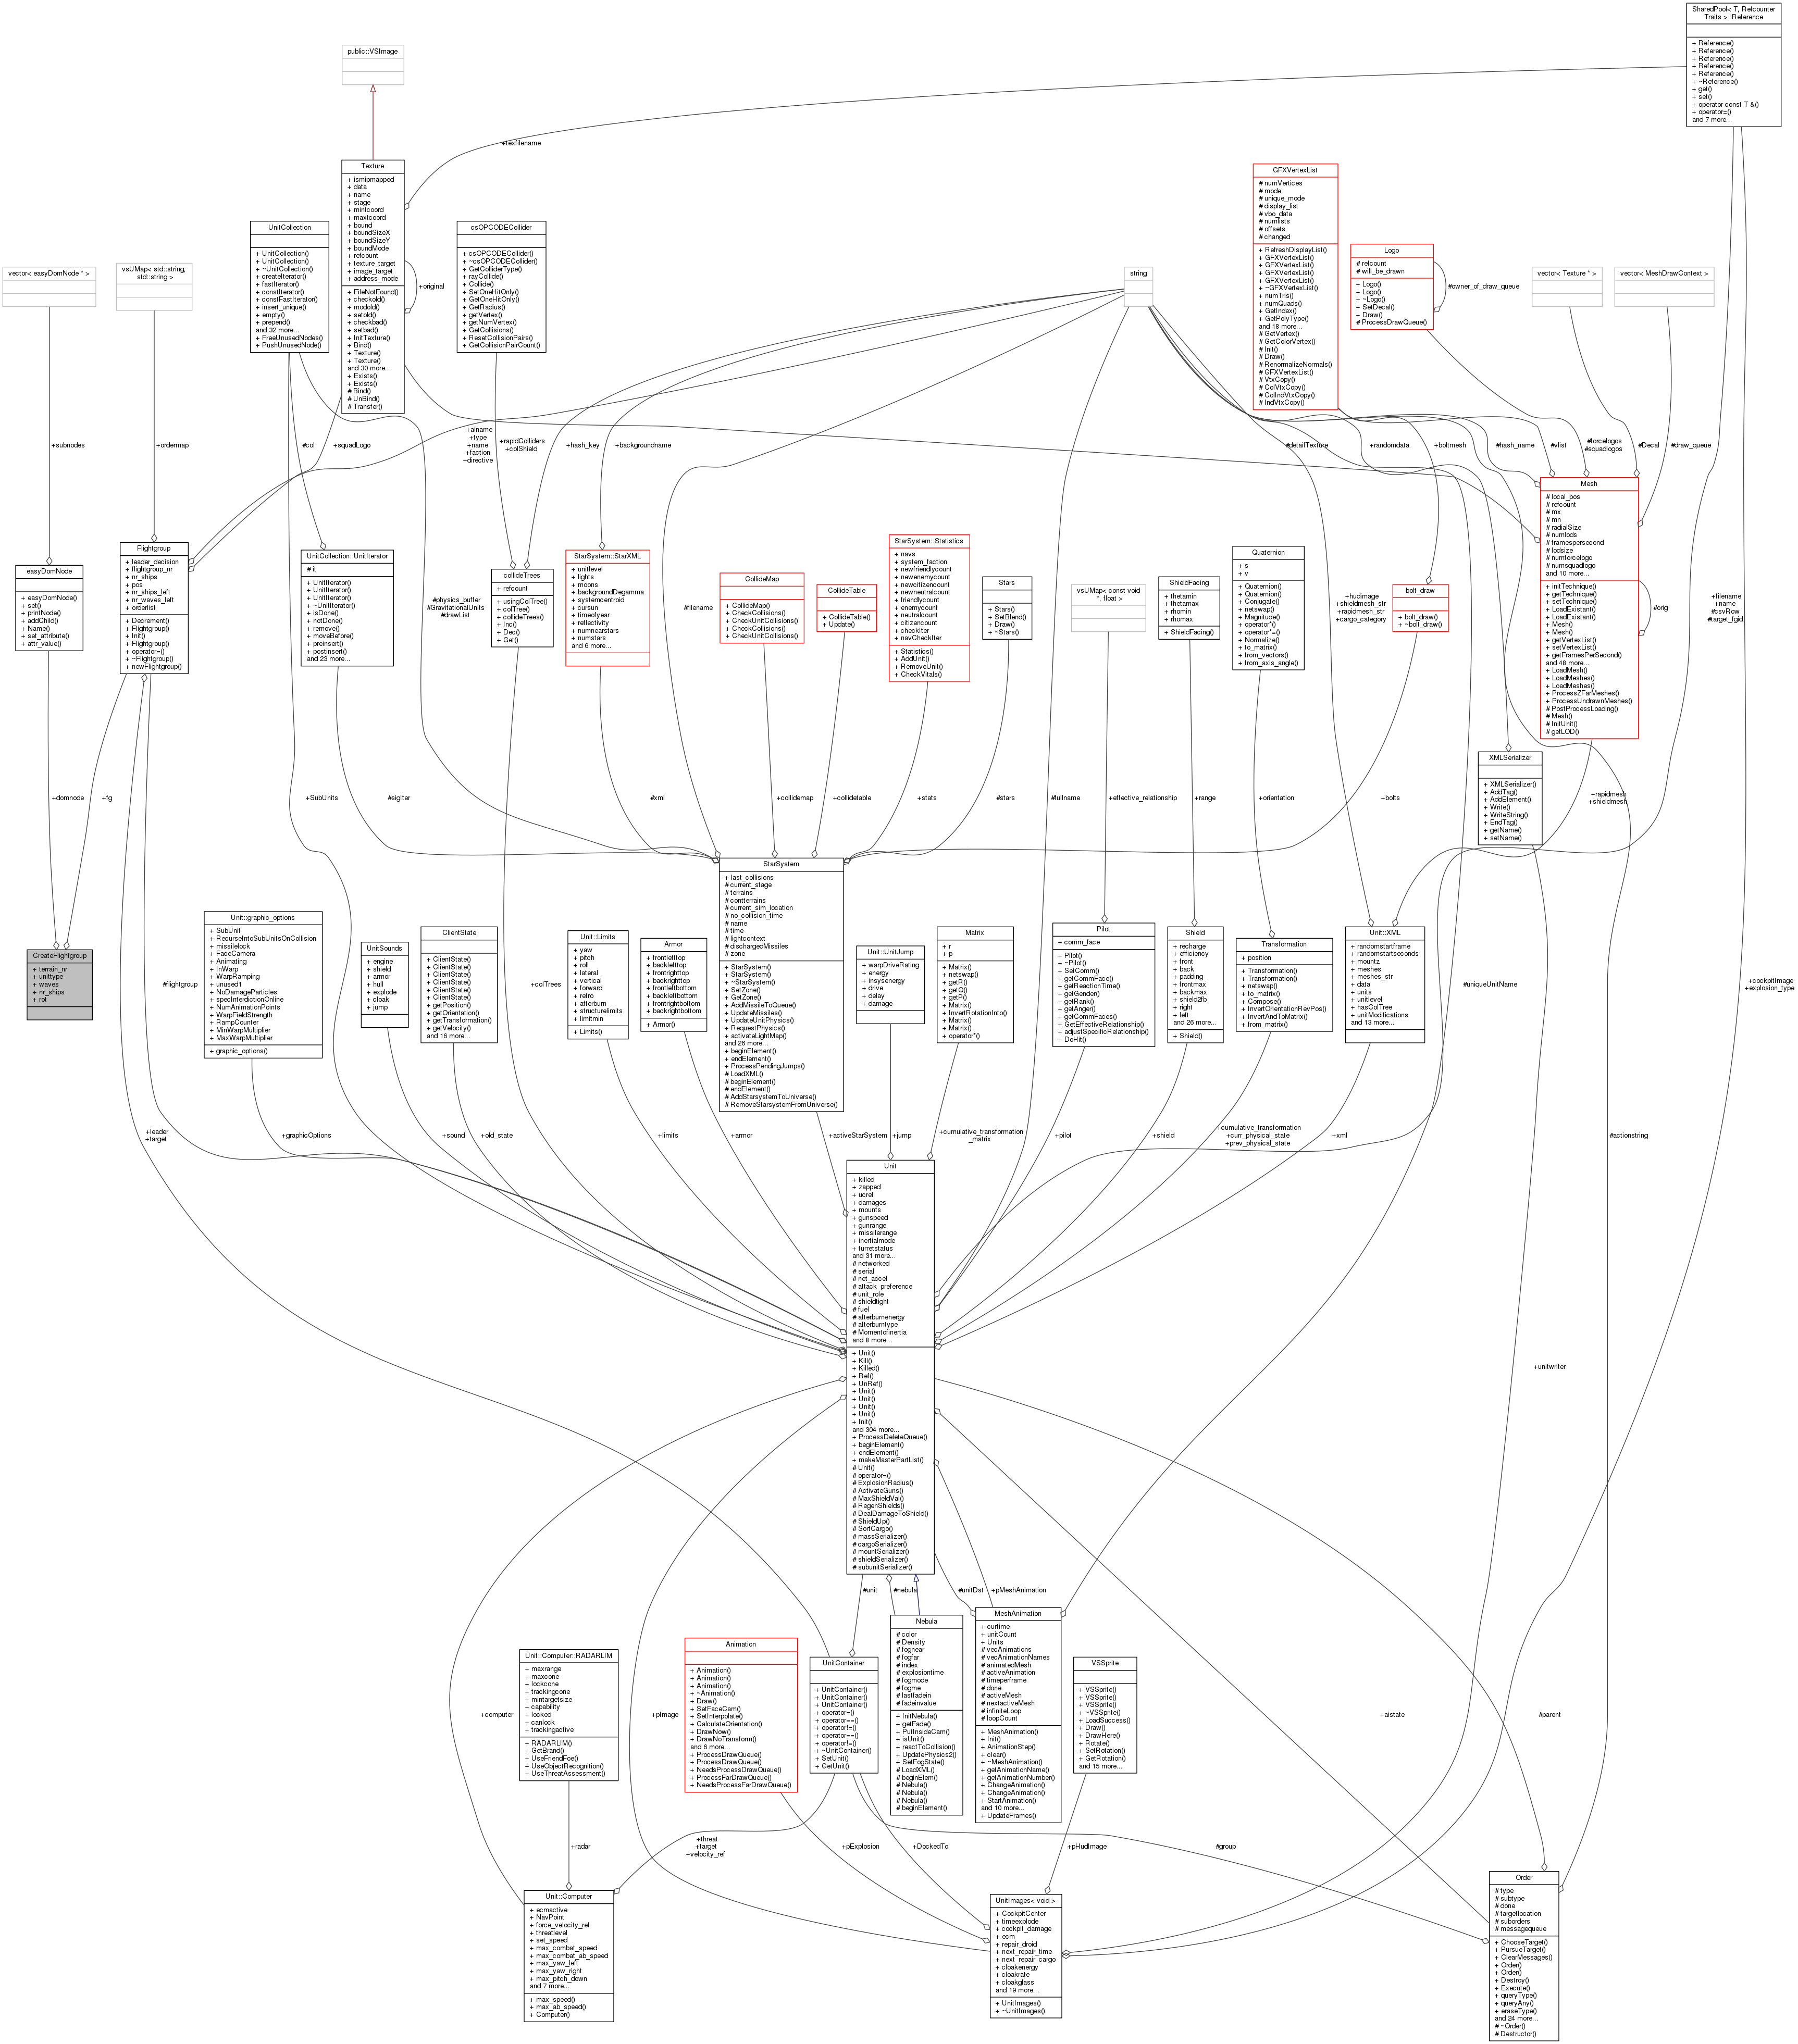 SharedPool< T, Refcounter
Traits >::Reference
+ Reference()
+ Reference()
+ Reference()
+ Reference()
+ Reference()
+ ~Reference()
+ get()
+ set()
+ operator const T &()
+ operator=()
and 7 more...
public::VSImage
+texfilename
Texture
+ ismipmapped
+ data
+ name
+ stage
+ mintcoord
+ maxtcoord
+ bound
+ boundSizeX
+ boundSizeY
+ boundMode
+ refcount
+ texture_target
+ image_target
+ address_mode
+ FileNotFound()
+ checkold()
+ modold()
+ setold()
+ checkbad()
+ setbad()
+ InitTexture()
+ Bind()
+ Texture()
+ Texture()
and 30 more...
+ Exists()
+ Exists()
# Bind()
# UnBind()
# Transfer()
+original
GFXVertexList
# numVertices
# mode
# unique_mode
# display_list
# vbo_data
# numlists
# offsets
# changed
+ RefreshDisplayList()
+ GFXVertexList()
+ GFXVertexList()
+ GFXVertexList()
+ GFXVertexList()
+ ~GFXVertexList()
+ numTris()
+ numQuads()
+ GetIndex()
+ GetPolyType()
and 18 more...
# GetVertex()
# GetColorVertex()
# Init()
# Draw()
# RenormalizeNormals()
# GFXVertexList()
# VtxCopy()
# ColVtxCopy()
# ColIndVtxCopy()
# IndVtxCopy()
UnitCollection
+ UnitCollection()
+ UnitCollection()
+ ~UnitCollection()
+ createIterator()
+ fastIterator()
+ constIterator()
+ constFastIterator()
+ insert_unique()
+ empty()
+ prepend()
and 32 more...
+ FreeUnusedNodes()
+ PushUnusedNode()
csOPCODECollider
+ csOPCODECollider()
+ ~csOPCODECollider()
+ GetColliderType()
+ rayCollide()
+ Collide()
+ SetOneHitOnly()
+ GetOneHitOnly()
+ GetRadius()
+ getVertex()
+ getNumVertex()
+ GetCollisions()
+ ResetCollisionPairs()
+ GetCollisionPairCount()
Logo
# refcount
# will_be_drawn
+ Logo()
+ Logo()
+ ~Logo()
+ SetDecal()
+ Draw()
# ProcessDrawQueue()
#owner_of_draw_queue
vector< easyDomNode * >
vsUMap< std::string,
std::string >
string
vector< Texture * >
vector< MeshDrawContext >
+subnodes
+ordermap
#col
+squadLogo
+ainame
+type
+name
+faction
+directive
+rapidColliders
+colShield
+hash_key
+backgroundname
#detailTexture
+randomdata
+boltmesh
#hash_name
#vlist
#forcelogos
#squadlogos
#Decal
#draw_queue
Mesh
# local_pos
# refcount
# mx
# mn
# radialSize
# numlods
# framespersecond
# lodsize
# numforcelogo
# numsquadlogo
and 10 more...
+ initTechnique()
+ getTechnique()
+ setTechnique()
+ LoadExistant()
+ LoadExistant()
+ Mesh()
+ Mesh()
+ getVertexList()
+ setVertexList()
+ getFramesPerSecond()
and 48 more...
+ LoadMesh()
+ LoadMeshes()
+ LoadMeshes()
+ ProcessZFarMeshes()
+ ProcessUndrawnMeshes()
# PostProcessLoading()
# Mesh()
# InitUnit()
# getLOD()
#orig
easyDomNode
+ easyDomNode()
+ set()
+ printNode()
+ addChild()
+ Name()
+ set_attribute()
+ attr_value()
Flightgroup
+ leader_decision
+ flightgroup_nr
+ nr_ships
+ pos
+ nr_ships_left
+ nr_waves_left
+ orderlist
+ Decrement()
+ Flightgroup()
+ Init()
+ Flightgroup()
+ operator=()
+ ~Flightgroup()
+ newFlightgroup()
UnitCollection::UnitIterator
# it
+ UnitIterator()
+ UnitIterator()
+ UnitIterator()
+ ~UnitIterator()
+ notDone()
+ isDone()
+ remove()
+ moveBefore()
+ preinsert()
+ postinsert()
and 23 more...
#physics_buffer
#GravitationalUnits
#drawList
collideTrees
+ refcount
+ usingColTree()
+ colTree()
+ collideTrees()
+ Inc()
+ Dec()
+ Get()
StarSystem::StarXML
+ unitlevel
+ lights
+ moons
+ backgroundDegamma
+ systemcentroid
+ cursun
+ timeofyear
+ reflectivity
+ numnearstars
+ numstars
and 6 more...
#filename
CollideMap
+ CollideMap()
+ CheckCollisions()
+ CheckUnitCollisions()
+ CheckCollisions()
+ CheckUnitCollisions()
CollideTable
+ CollideTable()
+ Update()
StarSystem::Statistics
+ navs
+ system_faction
+ newfriendlycount
+ newenemycount
+ newcitizencount
+ newneutralcount
+ friendlycount
+ enemycount
+ neutralcount
+ citizencount
+ checkIter
+ navCheckIter
+ Statistics()
+ AddUnit()
+ RemoveUnit()
+ CheckVitals()
Stars
+ Stars()
+ SetBlend()
+ Draw()
+ ~Stars()
vsUMap< const void
*, float >
ShieldFacing
+ thetamin
+ thetamax
+ rhomin
+ rhomax
+ ShieldFacing()
Quaternion
+ s
+ v
+ Quaternion()
+ Quaternion()
+ Conjugate()
+ netswap()
+ Magnitude()
+ operator*()
+ operator*=()
+ Normalize()
+ to_matrix()
+ from_vectors()
+ from_axis_angle()
+hudimage
+shieldmesh_str
+rapidmesh_str
+cargo_category
bolt_draw
+ bolt_draw()
+ ~bolt_draw()
+filename
+name
#csvRow
#target_fgid
XMLSerializer
+ XMLSerializer()
+ AddTag()
+ AddElement()
+ Write()
+ WriteString()
+ EndTag()
+ getName()
+ setName()
+domnode
+fg
+SubUnits
#sigIter
#xml
+collidemap
+collidetable
+stats
#stars
#fullname
+effective_relationship
+range
+orientation
+bolts
+rapidmesh
+shieldmesh
CreateFlightgroup
+ terrain_nr
+ unittype
+ waves
+ nr_ships
+ rot
#flightgroup
Unit::graphic_options
+ SubUnit
+ RecurseIntoSubUnitsOnCollision
+ missilelock
+ FaceCamera
+ Animating
+ InWarp
+ WarpRamping
+ unused1
+ NoDamageParticles
+ specInterdictionOnline
+ NumAnimationPoints
+ WarpFieldStrength
+ RampCounter
+ MinWarpMultiplier
+ MaxWarpMultiplier
+ graphic_options()
UnitSounds
+ engine
+ shield
+ armor
+ hull
+ explode
+ cloak
+ jump
ClientState
+ ClientState()
+ ClientState()
+ ClientState()
+ ClientState()
+ ClientState()
+ ClientState()
+ getPosition()
+ getOrientation()
+ getTransformation()
+ getVelocity()
and 16 more...
+colTrees
Unit::Limits
+ yaw
+ pitch
+ roll
+ lateral
+ vertical
+ forward
+ retro
+ afterburn
+ structurelimits
+ limitmin
+ Limits()
Armor
+ frontlefttop
+ backlefttop
+ frontrighttop
+ backrighttop
+ frontleftbottom
+ backleftbottom
+ frontrightbottom
+ backrightbottom
+ Armor()
StarSystem
+ last_collisions
# current_stage
# terrains
# contterrains
# current_sim_location
# no_collision_time
# name
# time
# lightcontext
# dischargedMissiles
# zone
+ StarSystem()
+ StarSystem()
+ ~StarSystem()
+ SetZone()
+ GetZone()
+ AddMissileToQueue()
+ UpdateMissiles()
+ UpdateUnitPhysics()
+ RequestPhysics()
+ activateLightMap()
and 26 more...
+ beginElement()
+ endElement()
+ ProcessPendingJumps()
# LoadXML()
# beginElement()
# endElement()
# AddStarsystemToUniverse()
# RemoveStarsystemFromUniverse()
Unit::UnitJump
+ warpDriveRating
+ energy
+ insysenergy
+ drive
+ delay
+ damage
Matrix
+ r
+ p
+ Matrix()
+ netswap()
+ getR()
+ getQ()
+ getP()
+ Matrix()
+ InvertRotationInto()
+ Matrix()
+ Matrix()
+ operator*()
Pilot
+ comm_face
+ Pilot()
+ ~Pilot()
+ SetComm()
+ getCommFace()
+ getReactionTime()
+ getGender()
+ getRank()
+ getAnger()
+ getCommFaces()
+ GetEffectiveRelationship()
+ adjustSpecificRelationship()
+ DoHit()
Shield
+ recharge
+ efficiency
+ front
+ back
+ padding
+ frontmax
+ backmax
+ shield2fb
+ right
+ left
and 26 more...
+ Shield()
Transformation
+ position
+ Transformation()
+ Transformation()
+ netswap()
+ to_matrix()
+ Compose()
+ InvertOrientationRevPos()
+ InvertAndToMatrix()
+ from_matrix()
Unit::XML
+ randomstartframe
+ randomstartseconds
+ mountz
+ meshes
+ meshes_str
+ data
+ units
+ unitlevel
+ hasColTree
+ unitModifications
and 13 more...
#uniqueUnitName
+cockpitImage
+explosion_type
+leader
+target
+graphicOptions
+sound
+old_state
+limits
+armor
+activeStarSystem
+jump
+cumulative_transformation
_matrix
+pilot
+shield
+cumulative_transformation
+curr_physical_state
+prev_physical_state
+xml
#actionstring
Unit
+ killed
+ zapped
+ ucref
+ damages
+ mounts
+ gunspeed
+ gunrange
+ missilerange
+ inertialmode
+ turretstatus
and 31 more...
# networked
# serial
# net_accel
# attack_preference
# unit_role
# shieldtight
# fuel
# afterburnenergy
# afterburntype
# Momentofinertia
and 8 more...
+ Unit()
+ Kill()
+ Killed()
+ Ref()
+ UnRef()
+ Unit()
+ Unit()
+ Unit()
+ Unit()
+ Init()
and 304 more...
+ ProcessDeleteQueue()
+ beginElement()
+ endElement()
+ makeMasterPartList()
# Unit()
# operator=()
# ExplosionRadius()
# ActivateGuns()
# MaxShieldVal()
# RegenShields()
# DealDamageToShield()
# ShieldUp()
# SortCargo()
# massSerializer()
# cargoSerializer()
# mountSerializer()
# shieldSerializer()
# subunitSerializer()
+unitwriter
#unit
#nebula
#unitDst
+pMeshAnimation
Unit::Computer::RADARLIM
+ maxrange
+ maxcone
+ lockcone
+ trackingcone
+ mintargetsize
+ capability
+ locked
+ canlock
+ trackingactive
+ RADARLIM()
+ GetBrand()
+ UseFriendFoe()
+ UseObjectRecognition()
+ UseThreatAssessment()
Animation
+ Animation()
+ Animation()
+ Animation()
+ ~Animation()
+ Draw()
+ SetFaceCam()
+ SetInterpolate()
+ CalculateOrientation()
+ DrawNow()
+ DrawNoTransform()
and 6 more...
+ ProcessDrawQueue()
+ ProcessDrawQueue()
+ NeedsProcessDrawQueue()
+ ProcessFarDrawQueue()
+ NeedsProcessFarDrawQueue()
UnitContainer
+ UnitContainer()
+ UnitContainer()
+ UnitContainer()
+ operator=()
+ operator==()
+ operator!=()
+ operator==()
+ operator!=()
+ ~UnitContainer()
+ SetUnit()
+ GetUnit()
Nebula
# color
# Density
# fognear
# fogfar
# index
# explosiontime
# fogmode
# fogme
# lastfadein
# fadeinvalue
+ InitNebula()
+ getFade()
+ PutInsideCam()
+ isUnit()
+ reactToCollision()
+ UpdatePhysics2()
+ SetFogState()
# LoadXML()
# beginElem()
# Nebula()
# Nebula()
# Nebula()
# beginElement()
MeshAnimation
+ curtime
+ unitCount
+ Units
# vecAnimations
# vecAnimationNames
# animatedMesh
# activeAnimation
# timeperframe
# done
# activeMesh
# nextactiveMesh
# infiniteLoop
# loopCount
+ MeshAnimation()
+ Init()
+ AnimationStep()
+ clear()
+ ~MeshAnimation()
+ getAnimationName()
+ getAnimationNumber()
+ ChangeAnimation()
+ ChangeAnimation()
+ StartAnimation()
and 10 more...
+ UpdateFrames()
VSSprite
+ VSSprite()
+ VSSprite()
+ VSSprite()
+ ~VSSprite()
+ LoadSuccess()
+ Draw()
+ DrawHere()
+ Rotate()
+ SetRotation()
+ GetRotation()
and 15 more...
+computer
+pImage
+aistate
#parent
+radar
+threat
+target
+velocity_ref
+pExplosion
+DockedTo
+pHudImage
#group
Unit::Computer
+ ecmactive
+ NavPoint
+ force_velocity_ref
+ threatlevel
+ set_speed
+ max_combat_speed
+ max_combat_ab_speed
+ max_yaw_left
+ max_yaw_right
+ max_pitch_down
and 7 more...
+ max_speed()
+ max_ab_speed()
+ Computer()
UnitImages< void >
+ CockpitCenter
+ timeexplode
+ cockpit_damage
+ ecm
+ repair_droid
+ next_repair_time
+ next_repair_cargo
+ cloakenergy
+ cloakrate
+ cloakglass
and 19 more...
+ UnitImages()
+ ~UnitImages()
Order
# type
# subtype
# done
# targetlocation
# suborders
# messagequeue
+ ChooseTarget()
+ PursueTarget()
+ ClearMessages()
+ Order()
+ Order()
+ Destroy()
+ Execute()
+ queryType()
+ queryAny()
+ eraseType()
and 24 more...
# ~Order()
# Destructor()